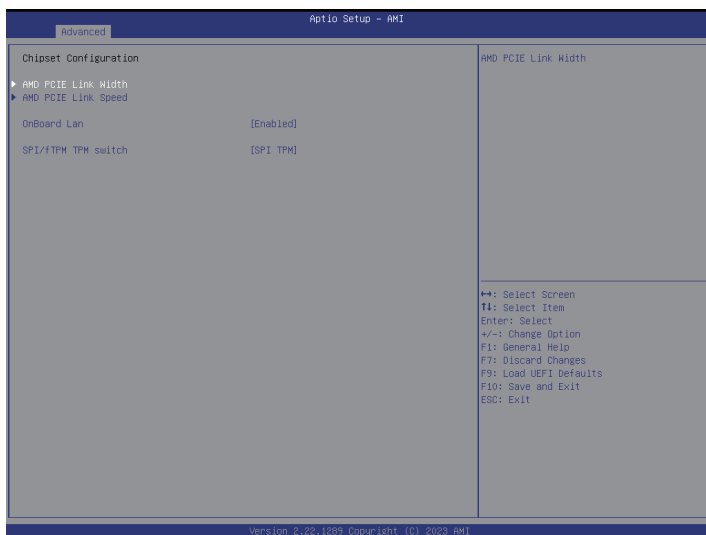 Aptio Setup – AMI
Advanced
Chipset Configuration
AMD PCIE Link Width
AMD PCIE Link Speed
OnBoard Lan [Enabled]
SPI/fTPM TPM switch [SPI TPM]
AMD PCIE Link Width
↔: Select Screen
↑↓: Select Item
Enter: Select
+/-: Change Option
F1: General Help
F7: Discard Changes
F9: Load UEFI Defaults
F10: Save and Exit
ESC: Exit
Version 2.22.1289 Copyright (C) 2023 AMI